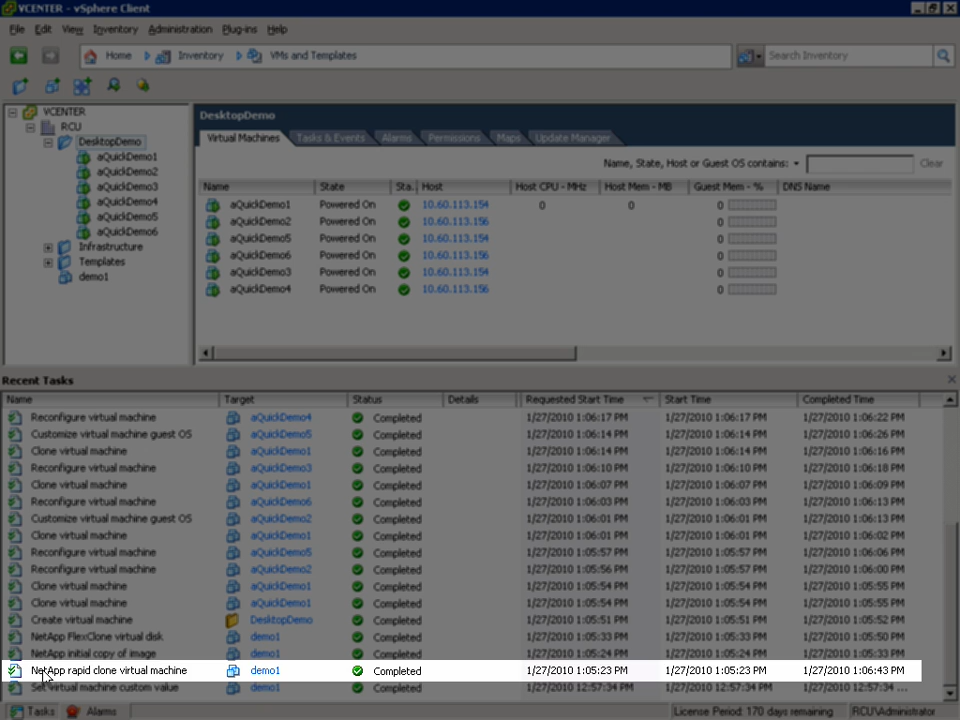 VCENTER - vSphere Client
File Edit View Inventory Administration Plug-ins Help
Home Inventory VMs and Templates Search Inventory
VCENTER
RCU
DesktopDemo
aQuickDemo1
aQuickDemo2
aQuickDemo3
aQuickDemo4
aQuickDemo5
aQuickDemo6
Infrastructure
Templates
demo1
DesktopDemo
Virtual Machines Tasks & Events Alarms Permissions Maps Update Manager
Name, State, Host or Guest OS contains: Clear
Name State Sta.. Host Host CPU - MHz Host Mem - MB Guest Mem - % DNS Name
aQuickDemo1 Powered On 10.60.113.154 0 0 0
aQuickDemo2 Powered On 10.60.113.156 0
aQuickDemo5 Powered On 10.60.113.154 0
aQuickDemo6 Powered On 10.60.113.156 0
aQuickDemo3 Powered On 10.60.113.154 0
aQuickDemo4 Powered On 10.60.113.156 0
Recent Tasks
Name Target Status Details Requested Start Time Start Time Completed Time
Reconfigure virtual machine aQuickDemo4 Completed 1/27/2010 1:06:17 PM 1/27/2010 1:06:17 PM 1/27/2010 1:06:22 PM
Customize virtual machine guest OS aQuickDemo5 Completed 1/27/2010 1:06:14 PM 1/27/2010 1:06:14 PM 1/27/2010 1:06:26 PM
Clone virtual machine aQuickDemo1 Completed 1/27/2010 1:06:14 PM 1/27/2010 1:06:14 PM 1/27/2010 1:06:16 PM
Reconfigure virtual machine aQuickDemo3 Completed 1/27/2010 1:06:10 PM 1/27/2010 1:06:10 PM 1/27/2010 1:06:18 PM
Clone virtual machine aQuickDemo1 Completed 1/27/2010 1:06:07 PM 1/27/2010 1:06:07 PM 1/27/2010 1:06:09 PM
Reconfigure virtual machine aQuickDemo6 Completed 1/27/2010 1:06:03 PM 1/27/2010 1:06:03 PM 1/27/2010 1:06:13 PM
Customize virtual machine guest OS aQuickDemo2 Completed 1/27/2010 1:06:01 PM 1/27/2010 1:06:01 PM 1/27/2010 1:06:13 PM
Clone virtual machine aQuickDemo1 Completed 1/27/2010 1:06:01 PM 1/27/2010 1:06:01 PM 1/27/2010 1:06:02 PM
Reconfigure virtual machine aQuickDemo5 Completed 1/27/2010 1:05:57 PM 1/27/2010 1:05:57 PM 1/27/2010 1:06:06 PM
Reconfigure virtual machine aQuickDemo2 Completed 1/27/2010 1:05:56 PM 1/27/2010 1:05:57 PM 1/27/2010 1:06:00 PM
Clone virtual machine aQuickDemo1 Completed 1/27/2010 1:05:54 PM 1/27/2010 1:05:54 PM 1/27/2010 1:05:55 PM
Clone virtual machine aQuickDemo1 Completed 1/27/2010 1:05:54 PM 1/27/2010 1:05:54 PM 1/27/2010 1:05:55 PM
Create virtual machine DesktopDemo Completed 1/27/2010 1:05:51 PM 1/27/2010 1:05:51 PM 1/27/2010 1:05:54 PM
NetApp FlexClone virtual disk demo1 Completed 1/27/2010 1:05:33 PM 1/27/2010 1:05:33 PM 1/27/2010 1:05:50 PM
NetApp initial copy of image demo1 Completed 1/27/2010 1:05:24 PM 1/27/2010 1:05:24 PM 1/27/2010 1:05:33 PM
NetApp rapid clone virtual machine demo1 Completed 1/27/2010 1:05:23 PM 1/27/2010 1:05:23 PM 1/27/2010 1:06:43 PM
Set virtual machine custom value demo1 Completed 1/27/2010 12:57:34 PM 1/27/2010 12:57:34 PM 1/27/2010 12:57:34 ...
Tasks Alarms License Period: 170 days remaining RCU\Administrator